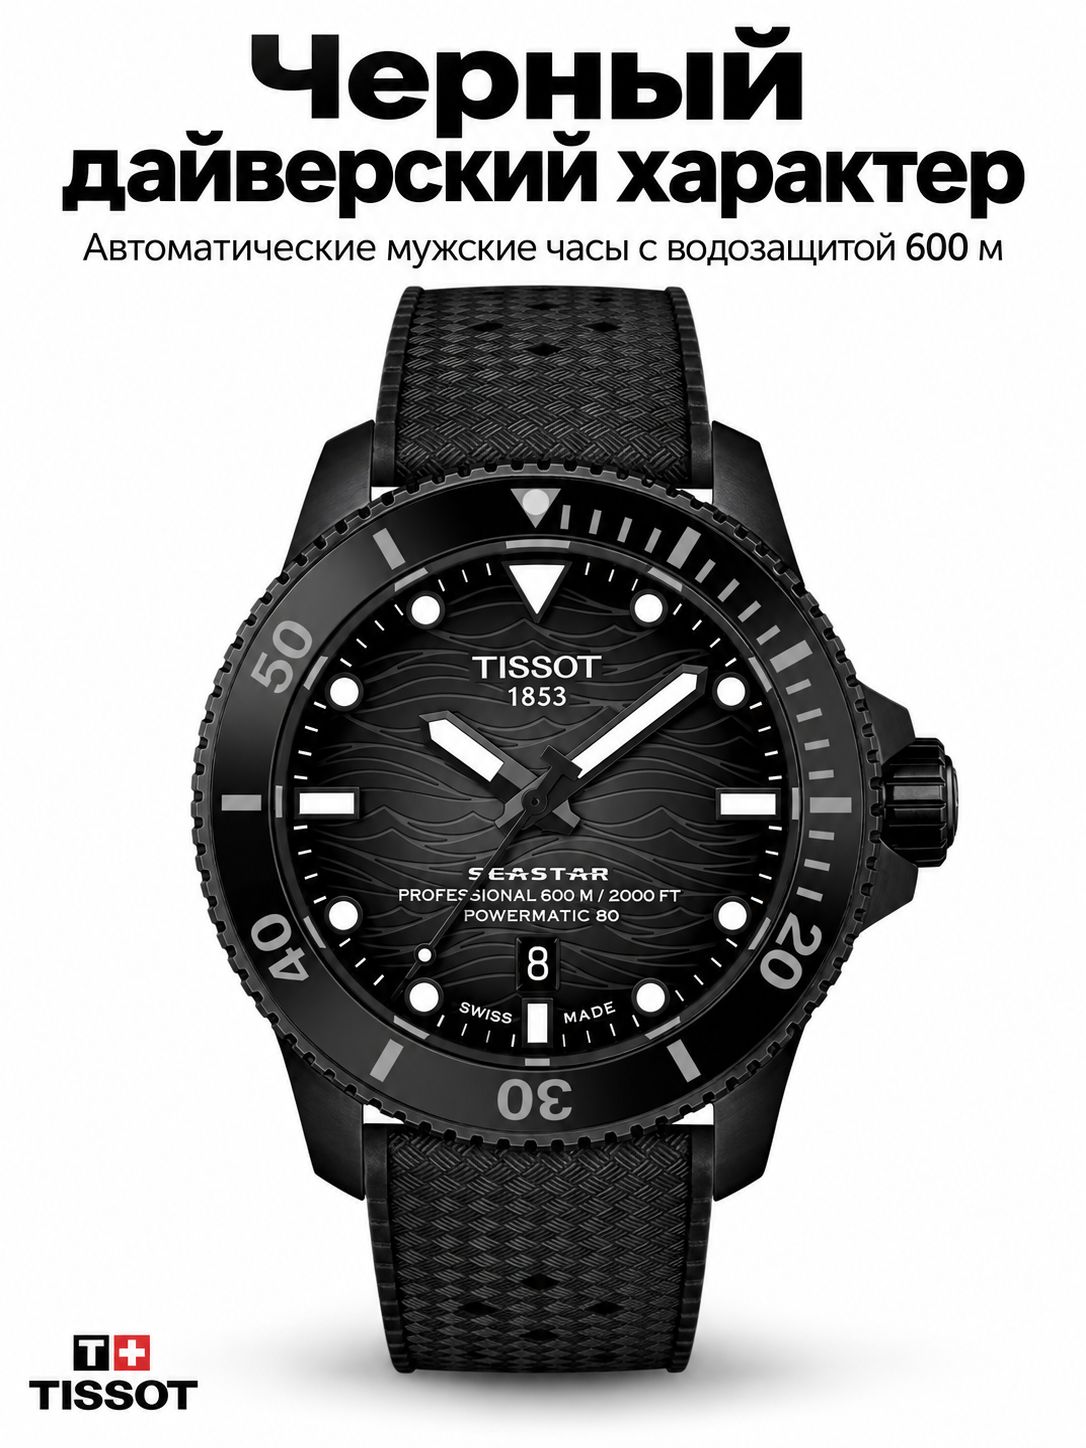 Черный
дайверский характер
Автоматические мужские часы с водозащитой 600 м
TISSOT
1853
50
40
30
20
SEASTAR
PROFESSIONAL 600 M / 2000 FT
POWERMATIC 80
8
SWISS MADE
T+
TISSOT